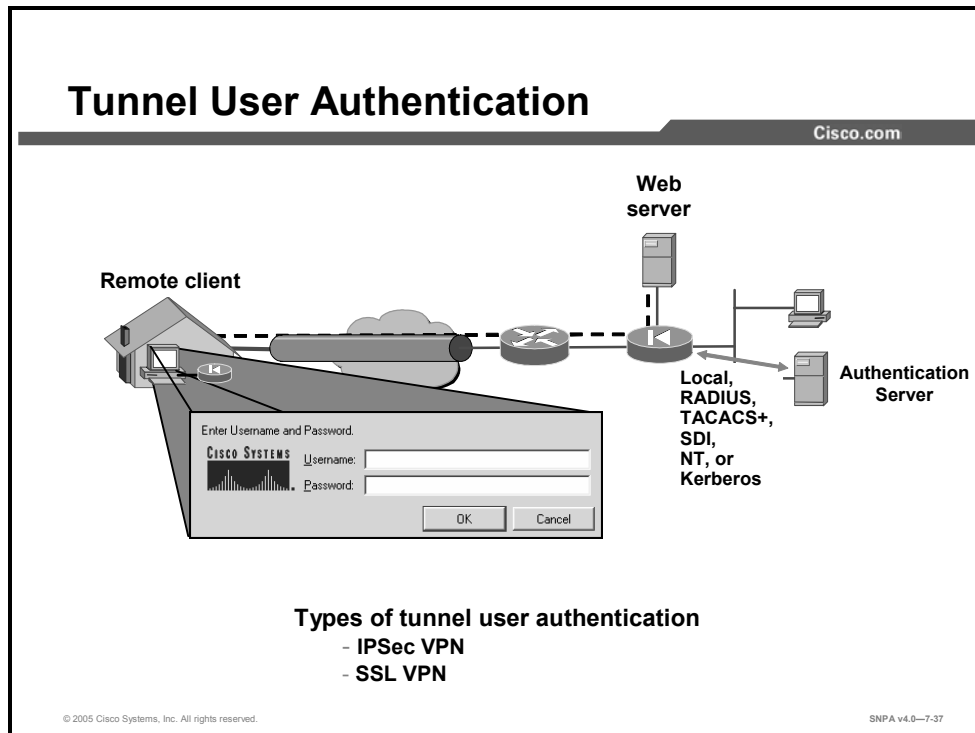 Tunnel User Authentication
Cisco.com
Web
server
Remote client
Local,
RADIUS,
TACACS+,
SDI,
NT, or
Kerberos
Authentication
Server
Enter Username and Password.
CISCO SYSTEMS
Username:
Password:
OK
Cancel
Types of tunnel user authentication
- IPSec VPN
- SSL VPN
© 2005 Cisco Systems, Inc. All rights reserved.
SNPA v4.0—7-37